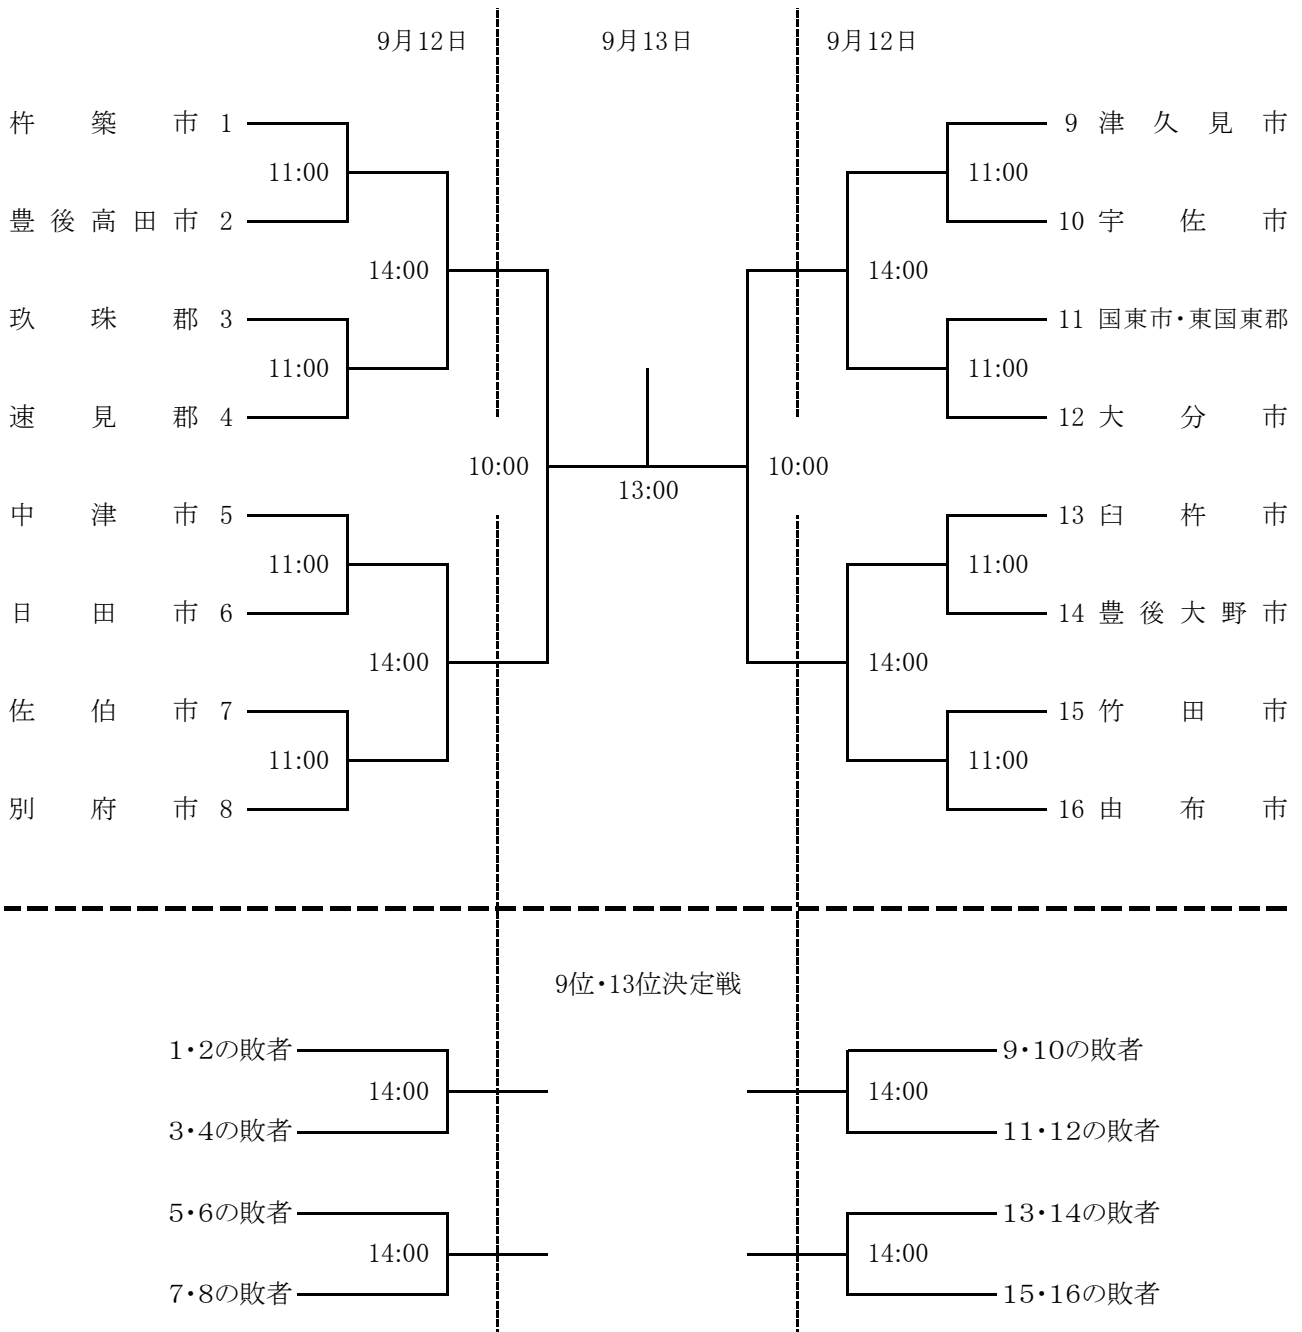 9月12日 9月13日 9月12日
杵築市 1 9 津久見市
11:00 11:00
豊後高田市 2 10 宇佐市
14:00 14:00
玖珠郡 3 11 国東市・東国東郡
11:00 11:00
速見郡 4 12 大分市
10:00 10:00
13:00
中津市 5 13 臼杵市
11:00 11:00
日田市 6 14 豊後大野市
14:00 14:00
佐伯市 7 15 竹田市
11:00 11:00
別府市 8 16 由布市
9位・13位決定戦
1・2の敗者 9・10の敗者
14:00 14:00
3・4の敗者 11・12の敗者
5・6の敗者 13・14の敗者
14:00 14:00
7・8の敗者 15・16の敗者